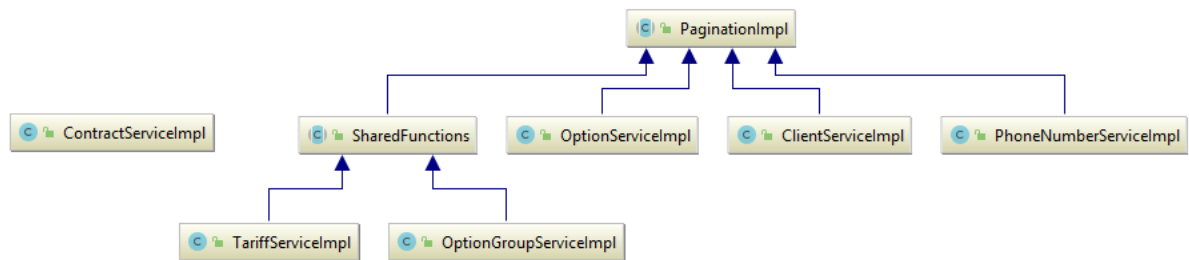 PaginationImpl
ContractServiceImpl
SharedFunctions
OptionServiceImpl
ClientServiceImpl
PhoneNumberServiceImpl
TariffServiceImpl
OptionGroupServiceImpl